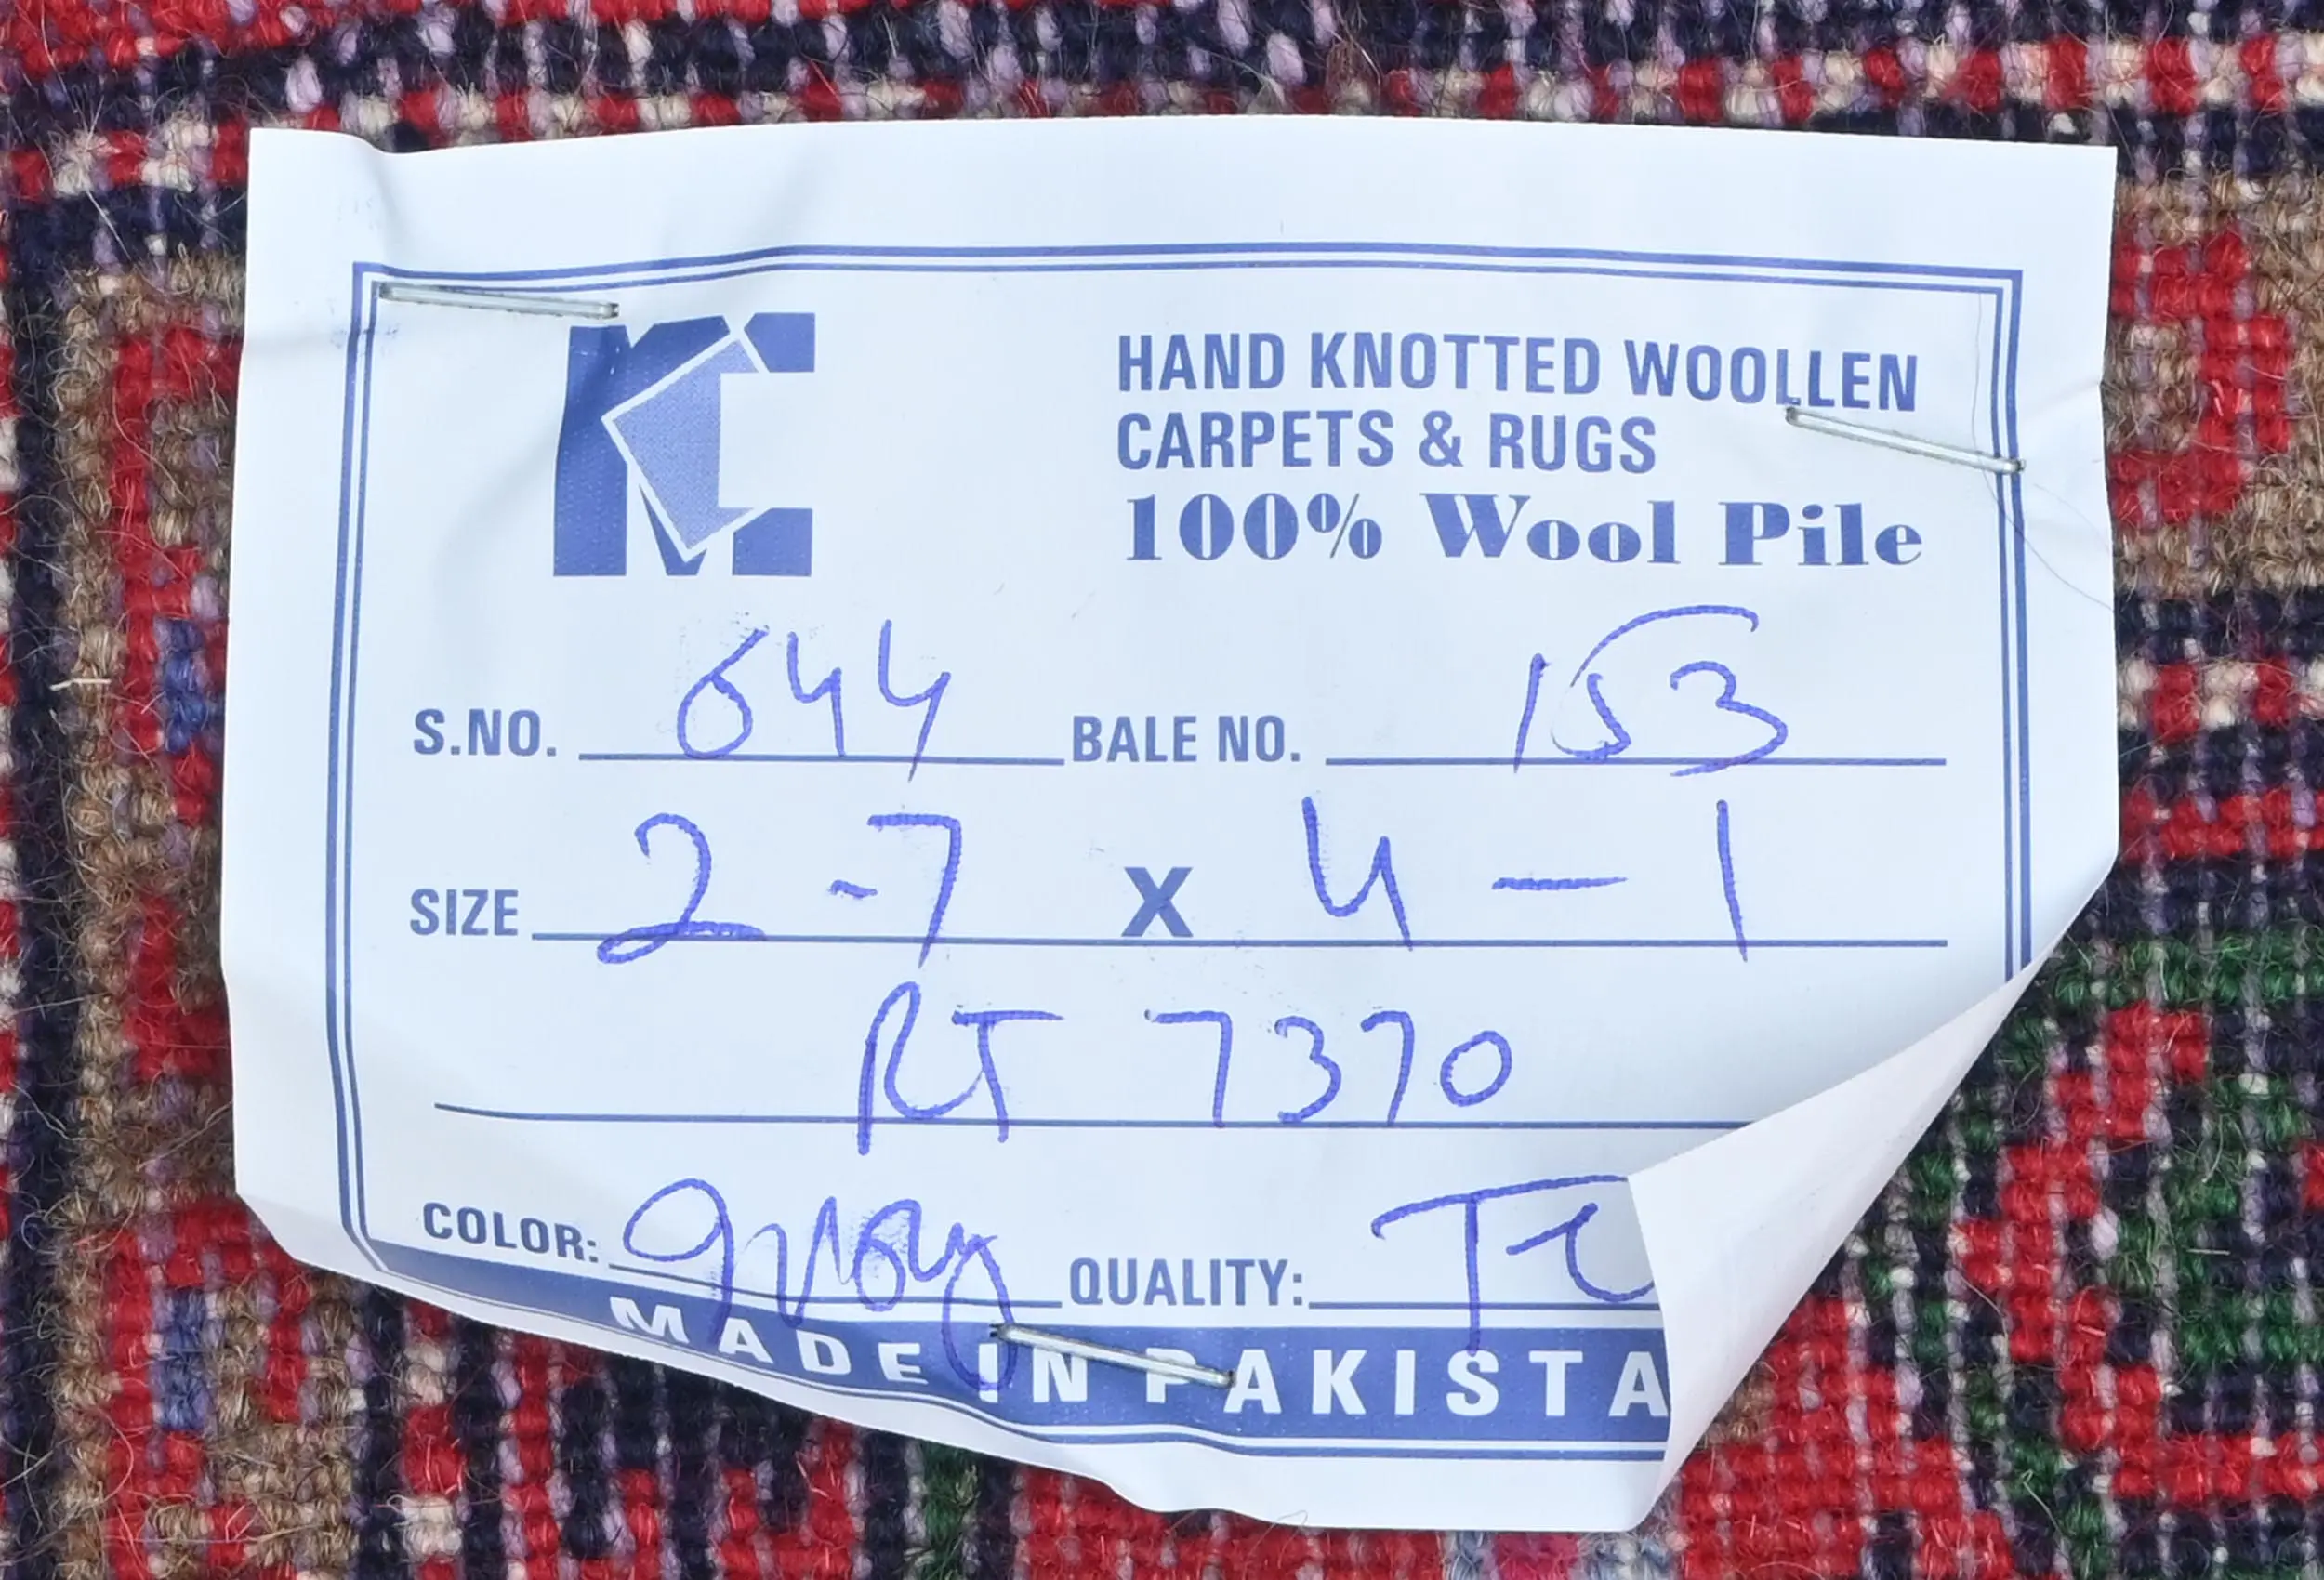 MC
HAND KNOTTED WOOLLEN
CARPETS & RUGS
100% Wool Pile
S.NO. 644 BALE NO. 153
SIZE 2-7 X 4-1
RT 7370
COLOR: QUALITY:
MADE IN PAKISTA